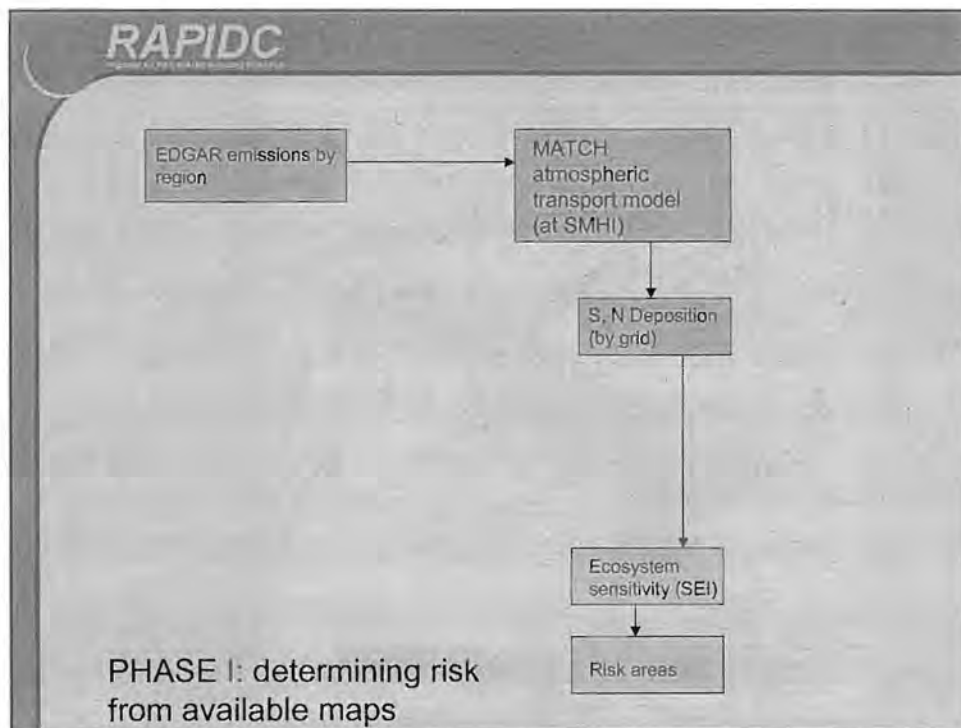 RAPIDC
EDGAR emissions by
region
MATCH
atmospheric
transport model
(at SMHI)
S, N Deposition
(by grid)
Ecosystem
sensitivity (SEI)
Risk areas
PHASE I: determining risk
from available maps